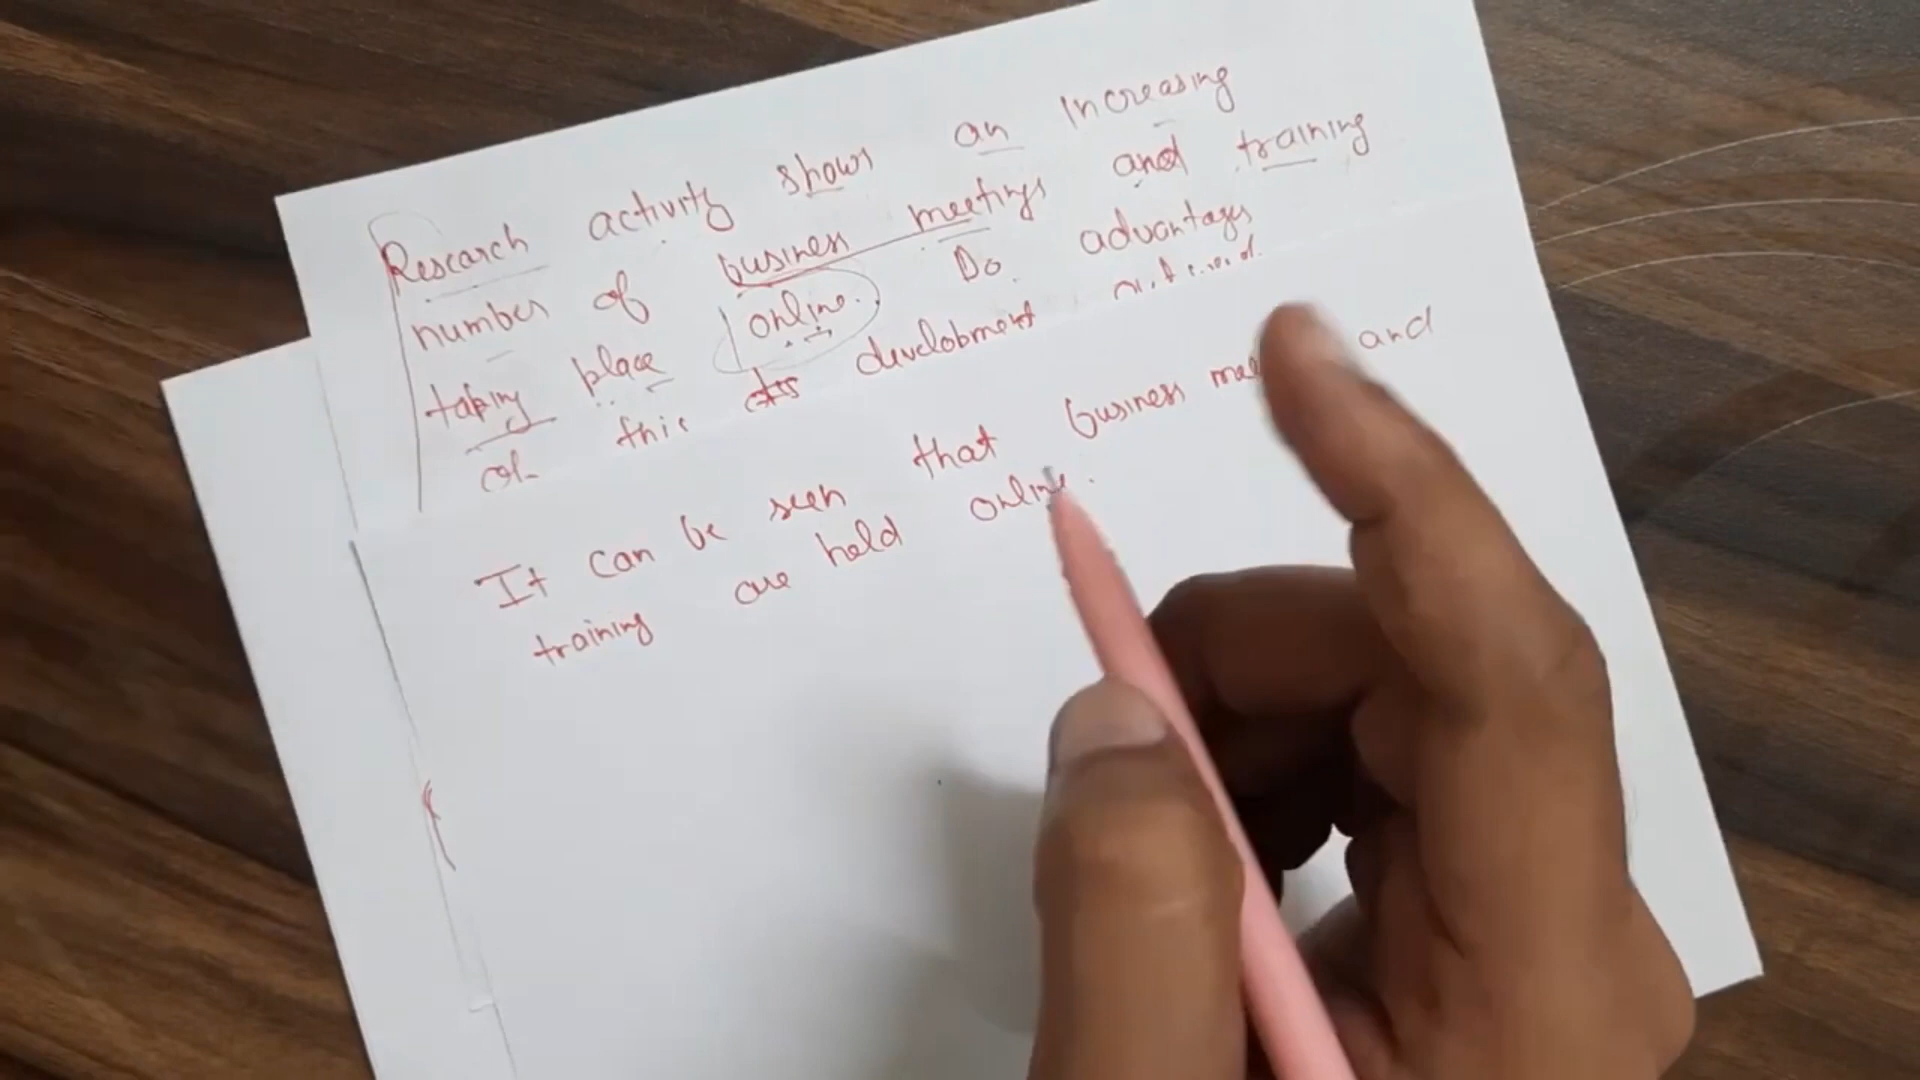 Research activity shows an increasing
number of business meetings and training
taking place online. Do advantages
of this development
It can be seen that business and
training are held online.